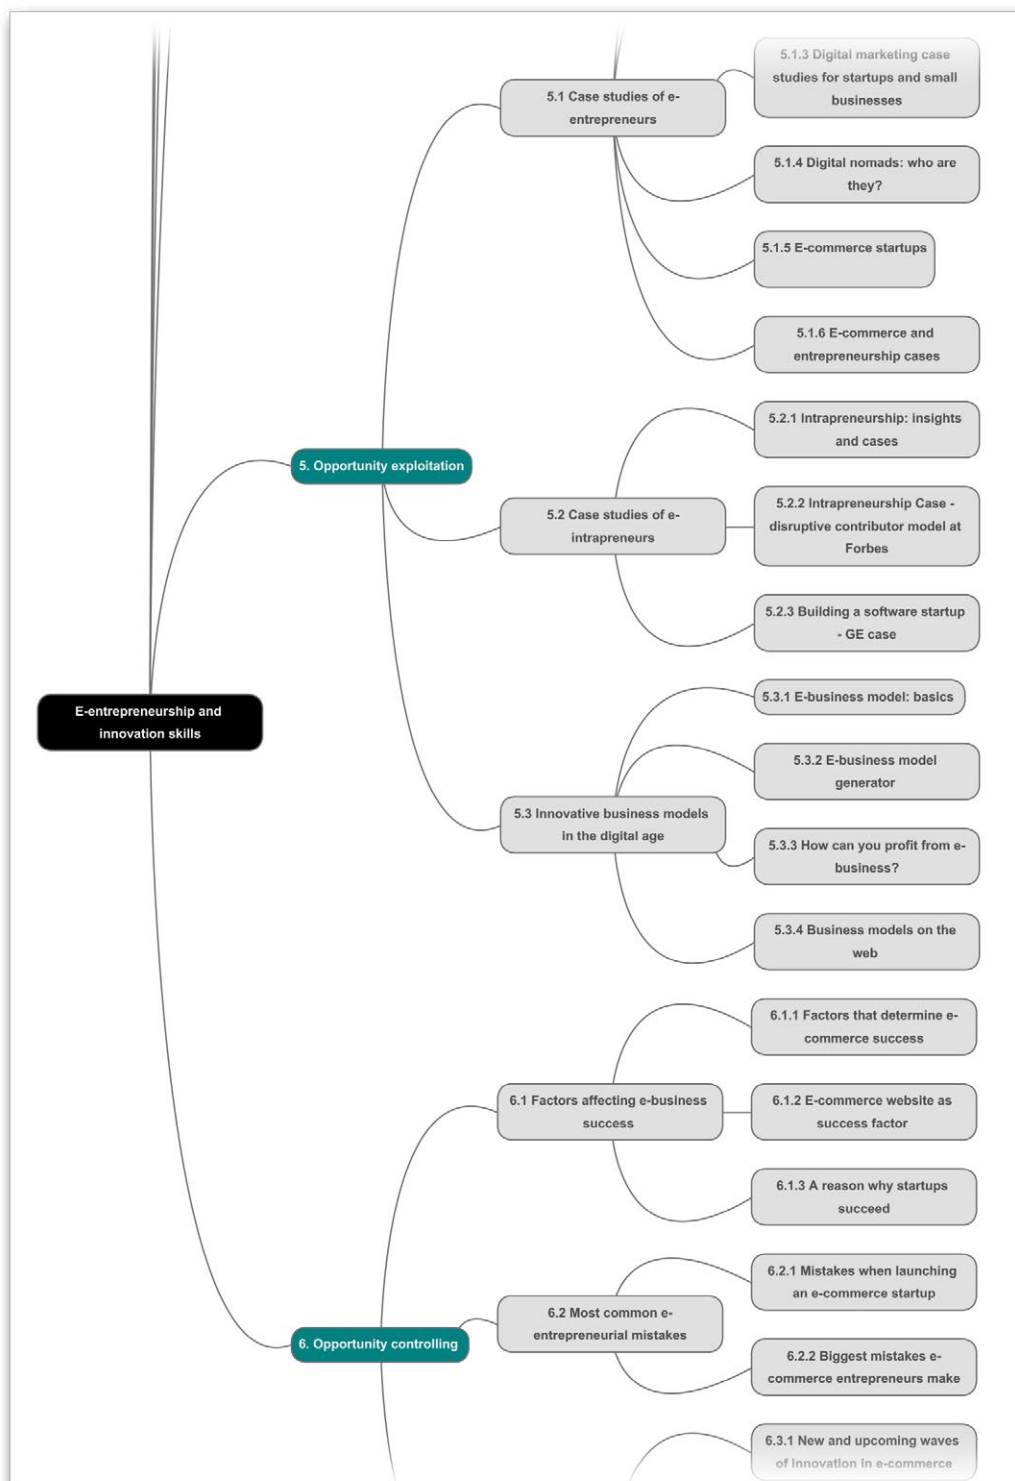 5.1.3 Digital marketing case
studies for startups and small
businesses
5.1 Case studies of e-
entrepreneurs
5.1.4 Digital nomads: who are
they?
5.1.5 E-commerce startups
5.1.6 E-commerce and
entrepreneurship cases
5.2.1 Intrapreneurship: insights
and cases
5. Opportunity exploitation
5.2 Case studies of e-
intrapreneurs
5.2.2 Intrapreneurship Case -
disruptive contributor model at
Forbes
5.2.3 Building a software startup
- GE case
E-entrepreneurship and
innovation skills
5.3.1 E-business model: basics
5.3.2 E-business model
generator
5.3 Innovative business models
in the digital age
5.3.3 How can you profit from e-
business?
5.3.4 Business models on the
web
6.1.1 Factors that determine e-
commerce success
6.1 Factors affecting e-business
success
6.1.2 E-commerce website as
success factor
6.1.3 A reason why startups
succeed
6.2.1 Mistakes when launching
an e-commerce startup
6.2 Most common e-
entrepreneurial mistakes
6. Opportunity controlling
6.2.2 Biggest mistakes e-
commerce entrepreneurs make
6.3.1 New and upcoming waves
of innovation in e-commerce